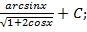 arcsinx/√(1+2cosx) + C;